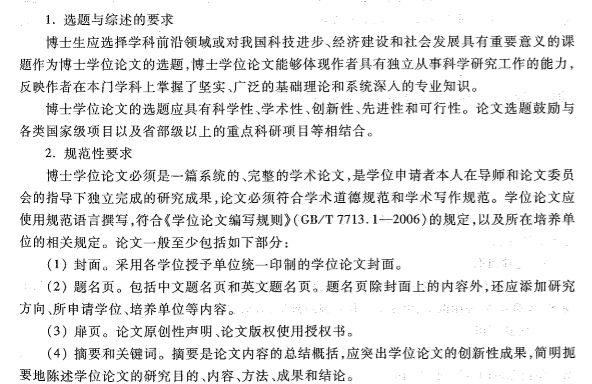 1. 选题与综述的要求
博士生应选择学科前沿领域或对我国科技进步、经济建设和社会发展具有重要意义的课
题作为博士学位论文的选题,博士学位论文能够体现作者具有独立从事科学研究工作的能力,
反映作者在本门学科上掌握了坚实、广泛的基础理论和系统深入的专业知识。
博士学位论文的选题应具有科学性、学术性、创新性、先进性和可行性。论文选题鼓励与
各类国家级项目以及省部级以上的重点科研项目等相结合。
2. 规范性要求
博士学位论文必须是一篇系统的、完整的学术论文,是学位申请者本人在导师和论文委员
会的指导下独立完成的研究成果,论文必须符合学术道德规范和学术写作规范。学位论文应
使用规范语言撰写,符合《学位论文编写规则》(GB/T 7713.1—2006)的规定,以及所在培养单
位的相关规定。论文一般至少包括如下部分:
(1) 封面。采用各学位授予单位统一印制的学位论文封面。
(2) 题名页。包括中文题名页和英文题名页。题名页除封面上的内容外,还应添加研究
方向、所申请学位、培养单位等内容。
(3) 扉页。论文原创性声明、论文版权使用授权书。
(4) 摘要和关键词。摘要是论文内容的总结概括,应突出学位论文的创新性成果,简明扼
要地陈述学位论文的研究目的、内容、方法、成果和结论。